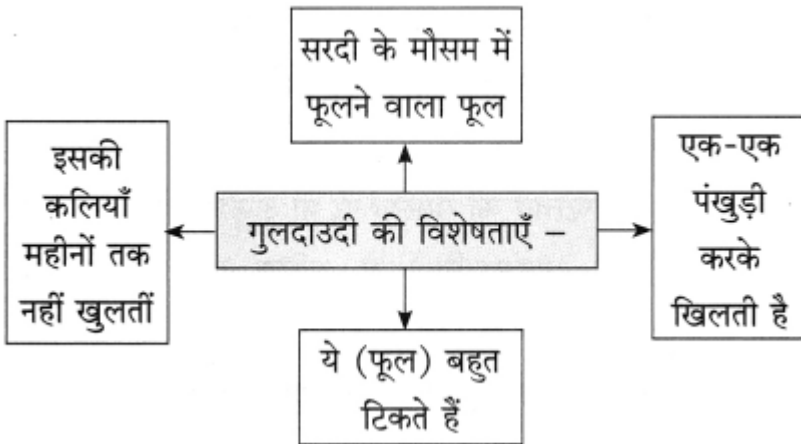 सरदी के मौसम में
फूलने वाला फूल
इसकी
कलियाँ
महीनों तक
नहीं खुलतीं
गुलदाउदी की विशेषताएँ –
एक-एक
पंखुड़ी
करके
खिलती है
ये (फूल) बहुत
टिकते हैं